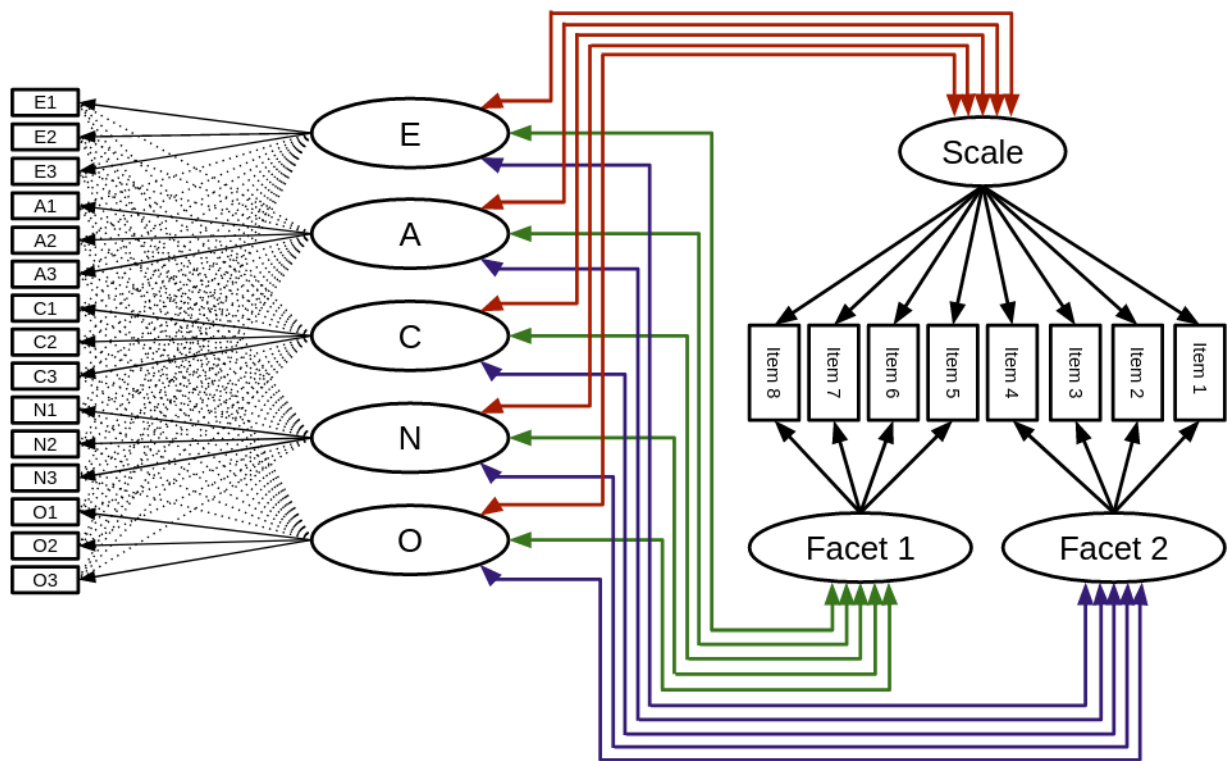 E1
E2
E3
A1
A2
A3
C1
C2
C3
N1
N2
N3
O1
O2
O3
E
A
C
N
O
Scale
Item 8
Item 7
Item 6
Item 5
Item 4
Item 3
Item 2
Item 1
Facet 1
Facet 2